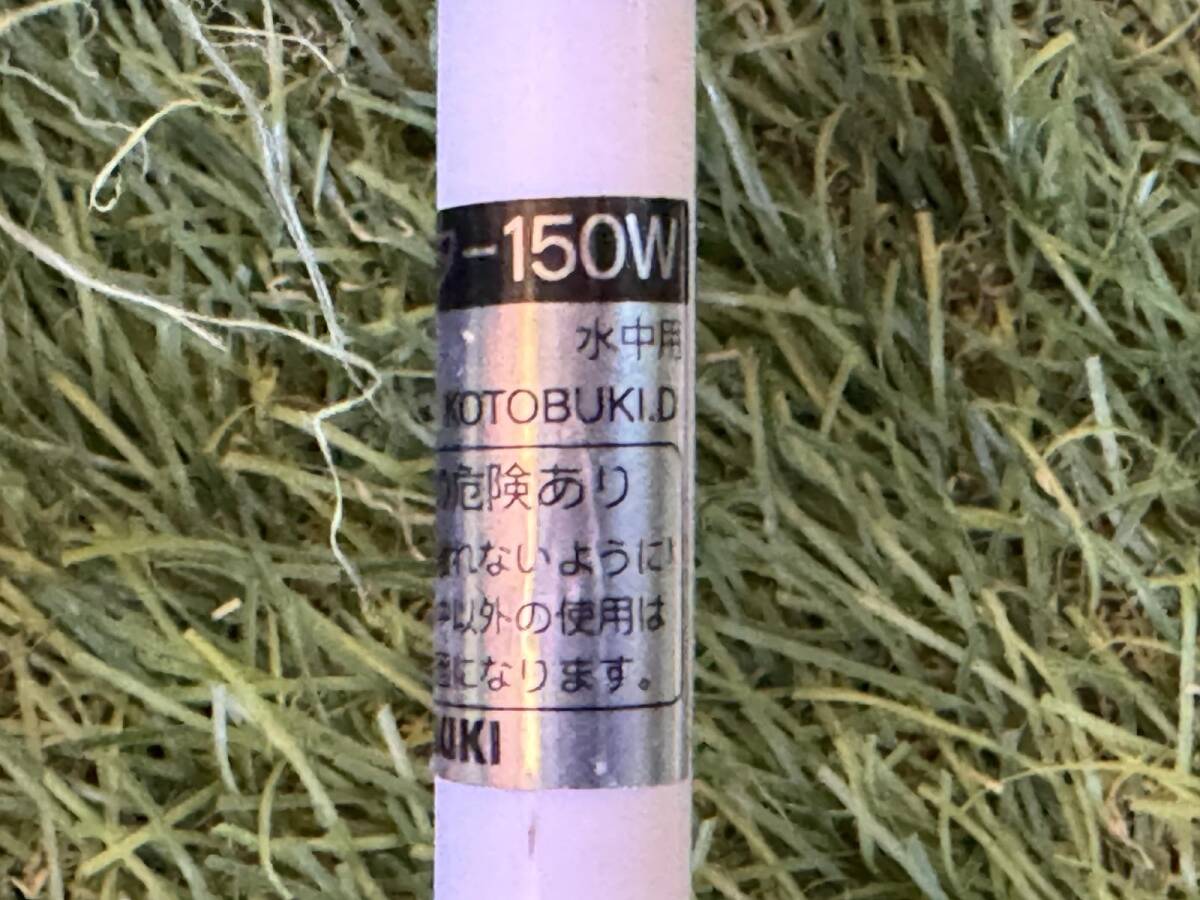 -150W
水中用
KOTOBUKI.D
危険あり
れないように
以外の使用は
になります。
UKI